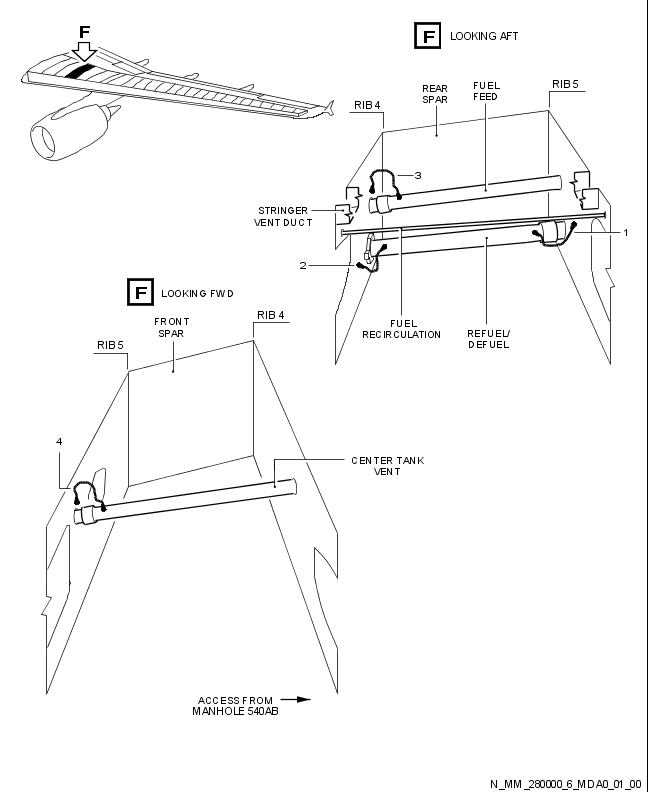 F
F LOOKING AFT
RIB 4
REAR
SPAR
FUEL
FEED
RIB 5
3
STRINGER
VENT DUCT
1
2
FUEL
RECIRCULATION
REFUEL/
DEFUEL
F LOOKING FWD
FRONT
SPAR
RIB 4
RIB 5
4
CENTER TANK
VENT
ACCESS FROM
MANHOLE 540AB
N_MM_280000_6_MDA0_01_00